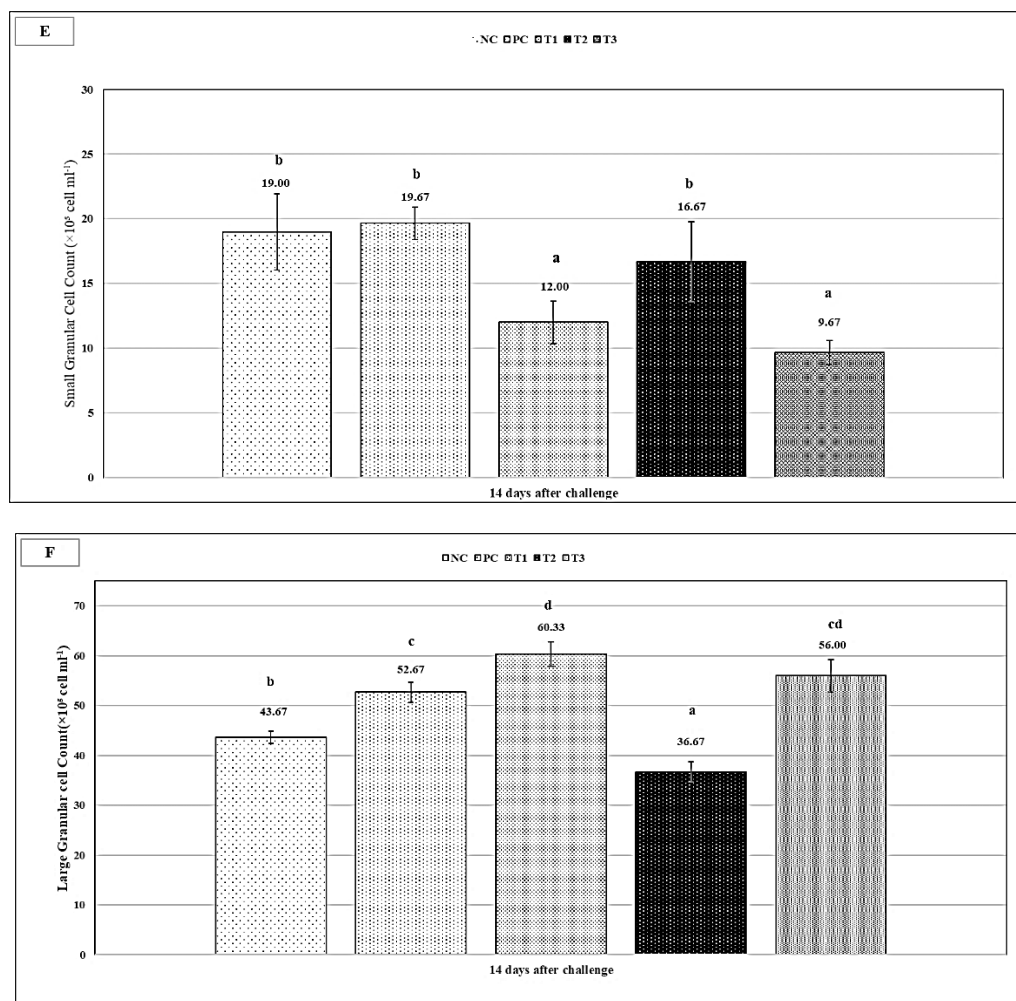 E
NC PC T1 T2 T3
Small Granular Cell Count (×10⁵ cell ml⁻¹)
30
25
20
15
10
5
0
b
19.00
b
19.67
a
12.00
b
16.67
a
9.67
14 days after challenge
F
NC PC T1 T2 T3
Large Granular cell Count(×10⁵ cell ml⁻¹)
70
60
50
40
30
20
10
0
b
43.67
c
52.67
d
60.33
a
36.67
cd
56.00
14 days after challenge